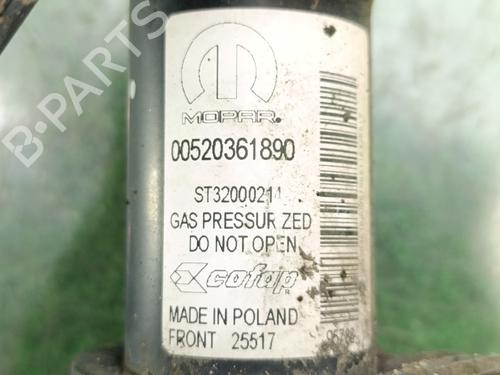 MOPAR.
00520361890
ST32000214
GAS PRESSUR ZED
DO NOT OPEN
cofap
MADE IN POLAND
FRONT 25517
B-PARTS